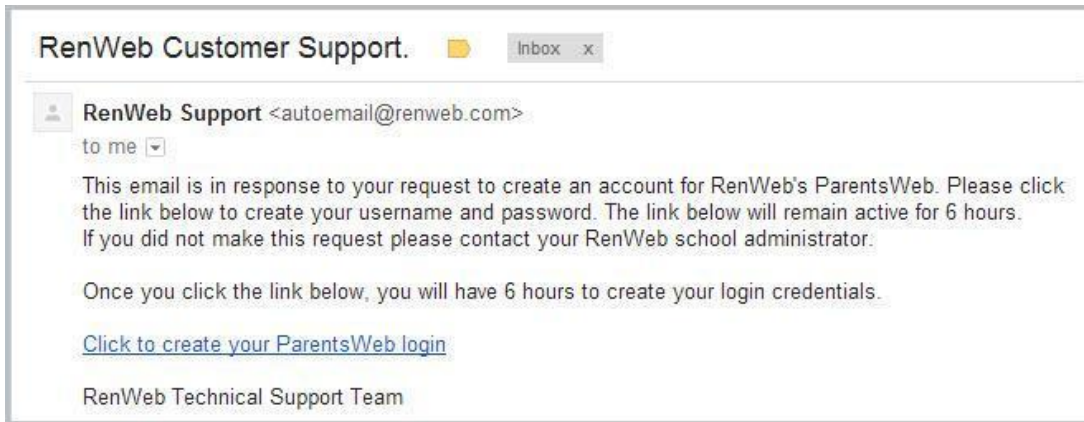 RenWeb Customer Support. Inbox x
RenWeb Support <autoemail@renweb.com>
to me
This email is in response to your request to create an account for RenWeb's ParentsWeb. Please click
the link below to create your username and password. The link below will remain active for 6 hours.
If you did not make this request please contact your RenWeb school administrator.
Once you click the link below, you will have 6 hours to create your login credentials.
Click to create your ParentsWeb login
RenWeb Technical Support Team